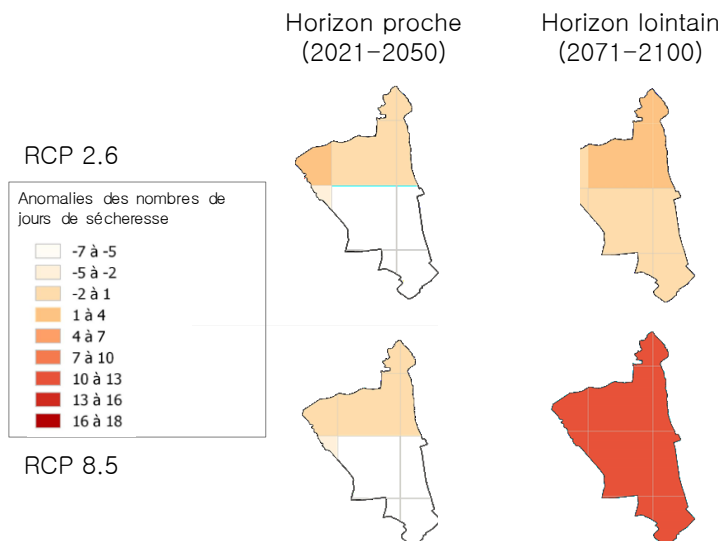 Horizon proche
(2021-2050)
Horizon lointain
(2071-2100)
RCP 2.6
Anomalies des nombres de
jours de sécheresse
-7 à -5
-5 à -2
-2 à 1
1 à 4
4 à 7
7 à 10
10 à 13
13 à 16
16 à 18
RCP 8.5